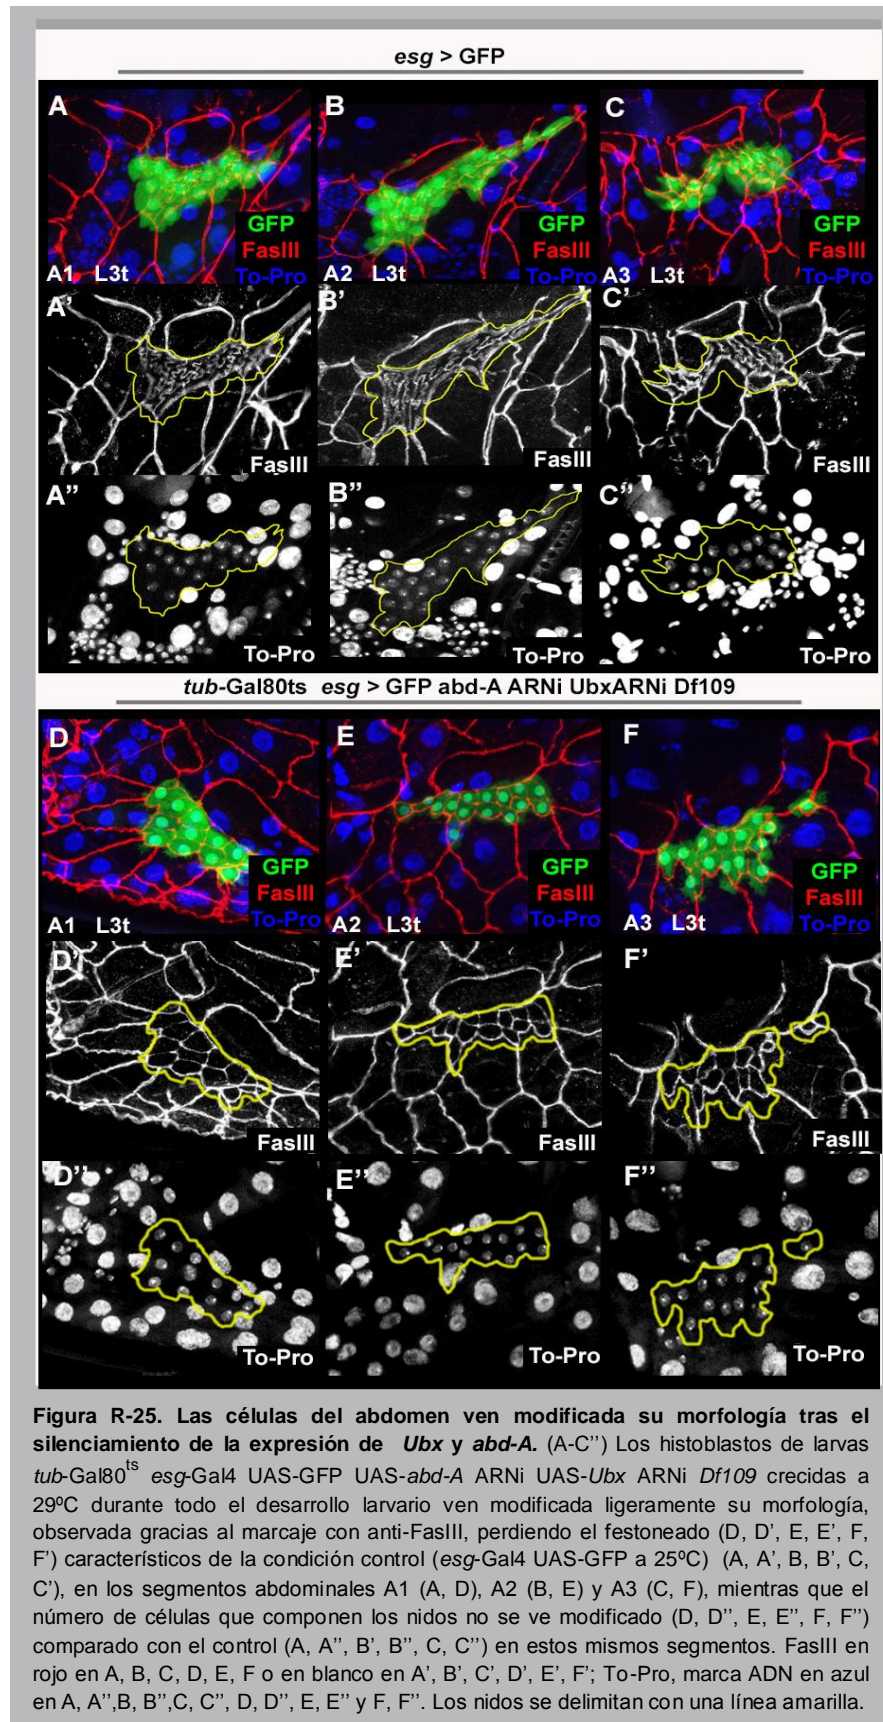 esg > GFP
A
B
C
GFP
FasIII
To-Pro
A1 L3t
GFP
FasIII
To-Pro
A2 L3t
GFP
FasIII
To-Pro
A3 L3t
A'
B'
C'
FasIII
FasIII
FasIII
A''
B''
C''
To-Pro
To-Pro
To-Pro
tub-Gal80ts esg > GFP abd-A ARNi UbxARNi Df109
D
E
F
GFP
FasIII
To-Pro
A1 L3t
GFP
FasIII
To-Pro
A2 L3t
GFP
FasIII
To-Pro
A3 L3t
D'
E'
F'
FasIII
FasIII
FasIII
D''
E''
F''
To-Pro
To-Pro
To-Pro
Figura R-25. Las células del abdomen ven modificada su morfología tras el
silenciamiento de la expresión de Ubx y abd-A. (A-C'') Los histoblastos de larvas
tub-Gal80ts esg-Gal4 UAS-GFP UAS-abd-A ARNi UAS-Ubx ARNi Df109 crecidas a
29ºC durante todo el desarrollo larvario ven modificada ligeramente su morfología,
observada gracias al marcaje con anti-FasIII, perdiendo el festoneado (D, D', E, E', F,
F') característicos de la condición control (esg-Gal4 UAS-GFP a 25ºC) (A, A', B, B', C,
C'), en los segmentos abdominales A1 (A, D), A2 (B, E) y A3 (C, F), mientras que el
número de células que componen los nidos no se ve modificado (D, D'', E, E'', F, F'')
comparado con el control (A, A'', B', B'', C, C'') en estos mismos segmentos. FasIII en
rojo en A, B, C, D, E, F o en blanco en A', B', C', D', E', F'; To-Pro, marca ADN en azul
en A, A'',B, B'',C, C'', D, D'', E, E'' y F, F''. Los nidos se delimitan con una línea amarilla.